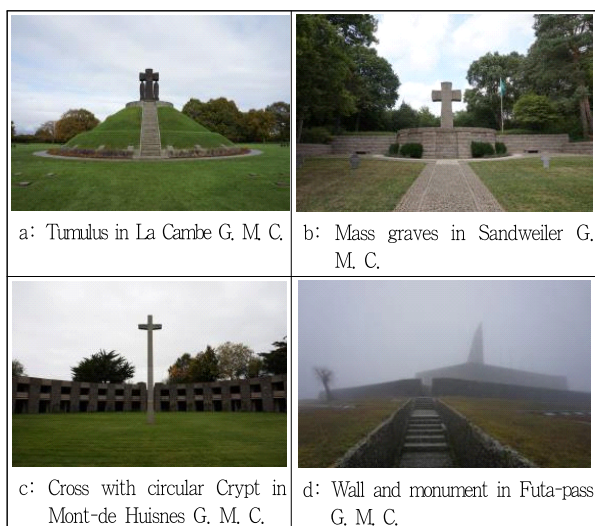 a: Tumulus in La Cambe G. M. C.
b: Mass graves in Sandweiler G.
M. C.
c: Cross with circular Crypt in
Mont-de Huisnes G. M. C.
d: Wall and monument in Futa-pass
G. M. C.